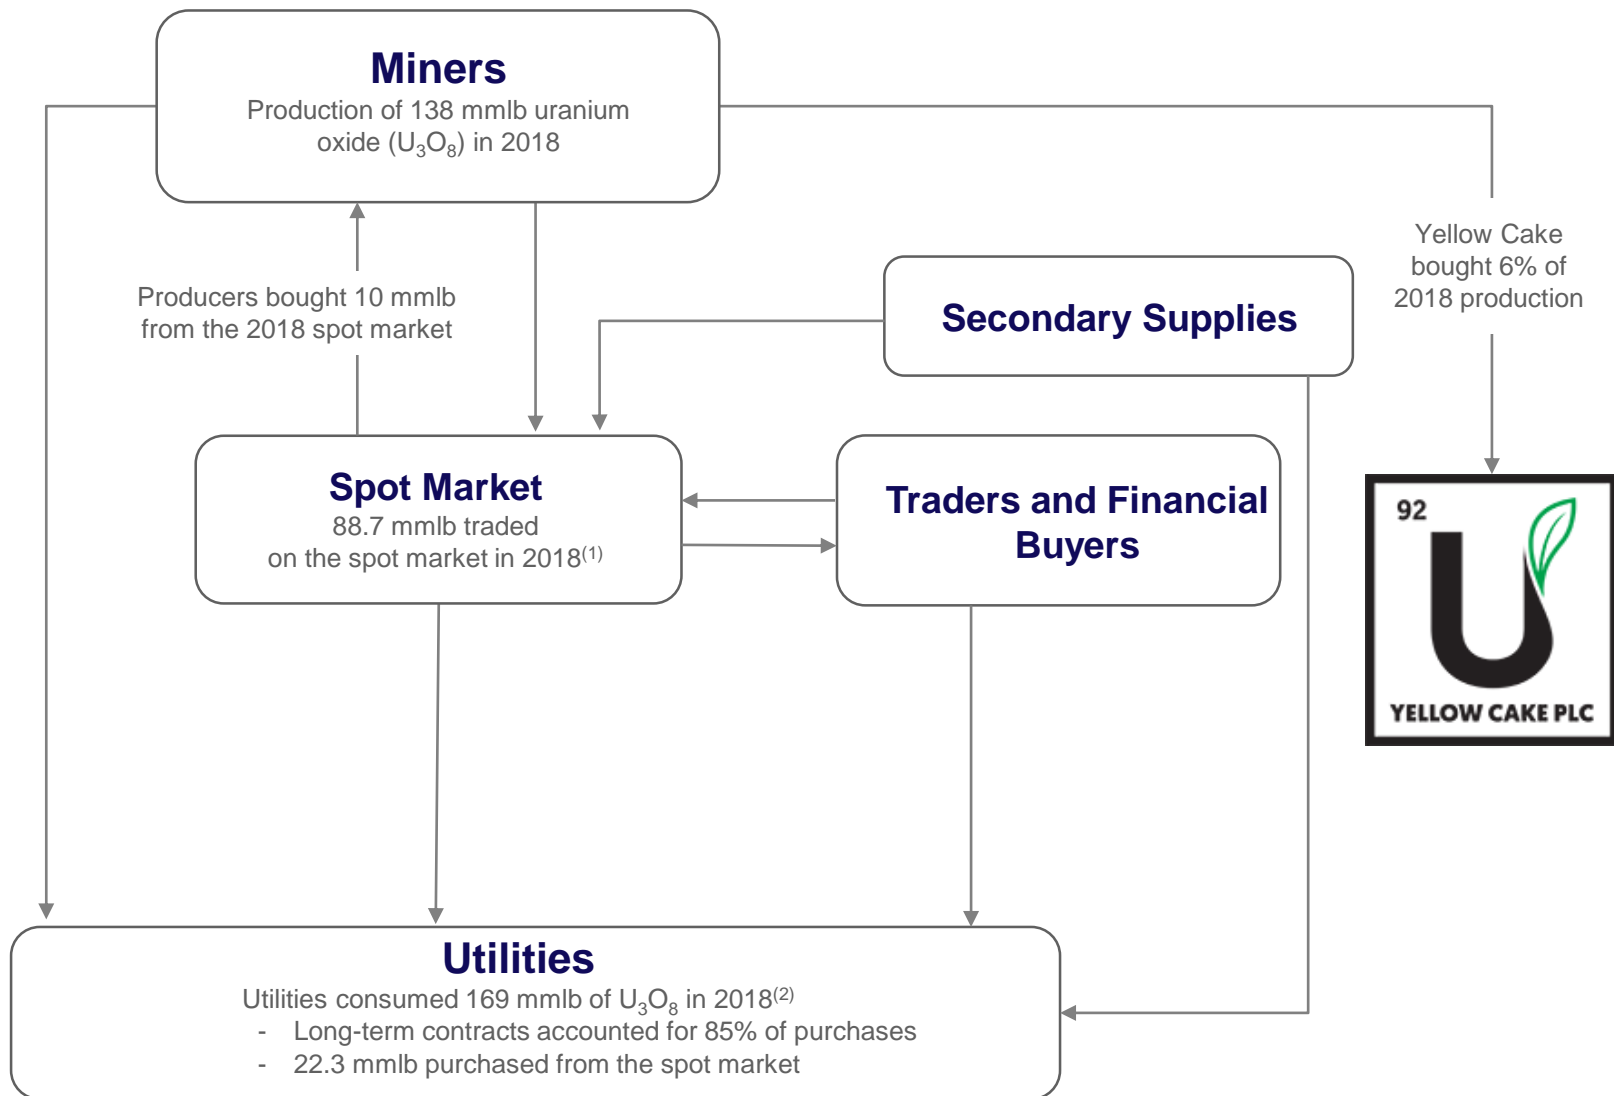 Miners
Production of 138 mmlb uranium
oxide (U₃O₈) in 2018
Producers bought 10 mmlb
from the 2018 spot market
Yellow Cake
bought 6% of
2018 production
Secondary Supplies
Spot Market
88.7 mmlb traded
on the spot market in 2018⁽¹⁾
Traders and Financial
Buyers
92
U
YELLOW CAKE PLC
Utilities
Utilities consumed 169 mmlb of U₃O₈ in 2018⁽²⁾
- Long-term contracts accounted for 85% of purchases
- 22.3 mmlb purchased from the spot market